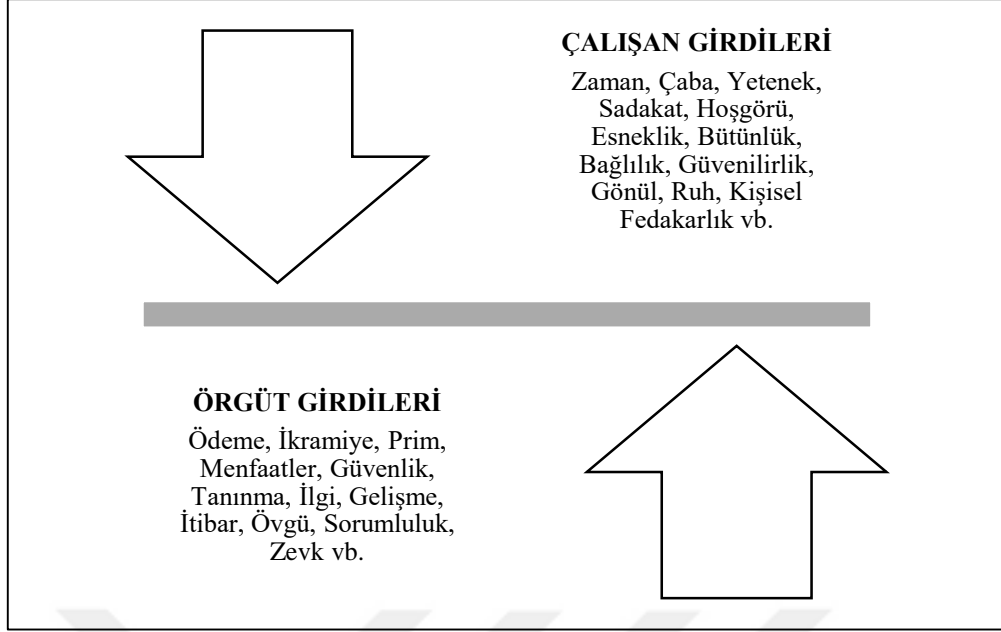 ÇALIŞAN GİRDİLERİ
Zaman, Çaba, Yetenek,
Sadakat, Hoşgörü,
Esneklik, Bütünlük,
Bağlılık, Güvenilirlik,
Gönül, Ruh, Kişisel
Fedakarlık vb.
ÖRGÜT GİRDİLERİ
Ödeme, İkramiye, Prim,
Menfaatler, Güvenlik,
Tanınma, İlgi, Gelişme,
İtibar, Övgü, Sorumluluk,
Zevk vb.